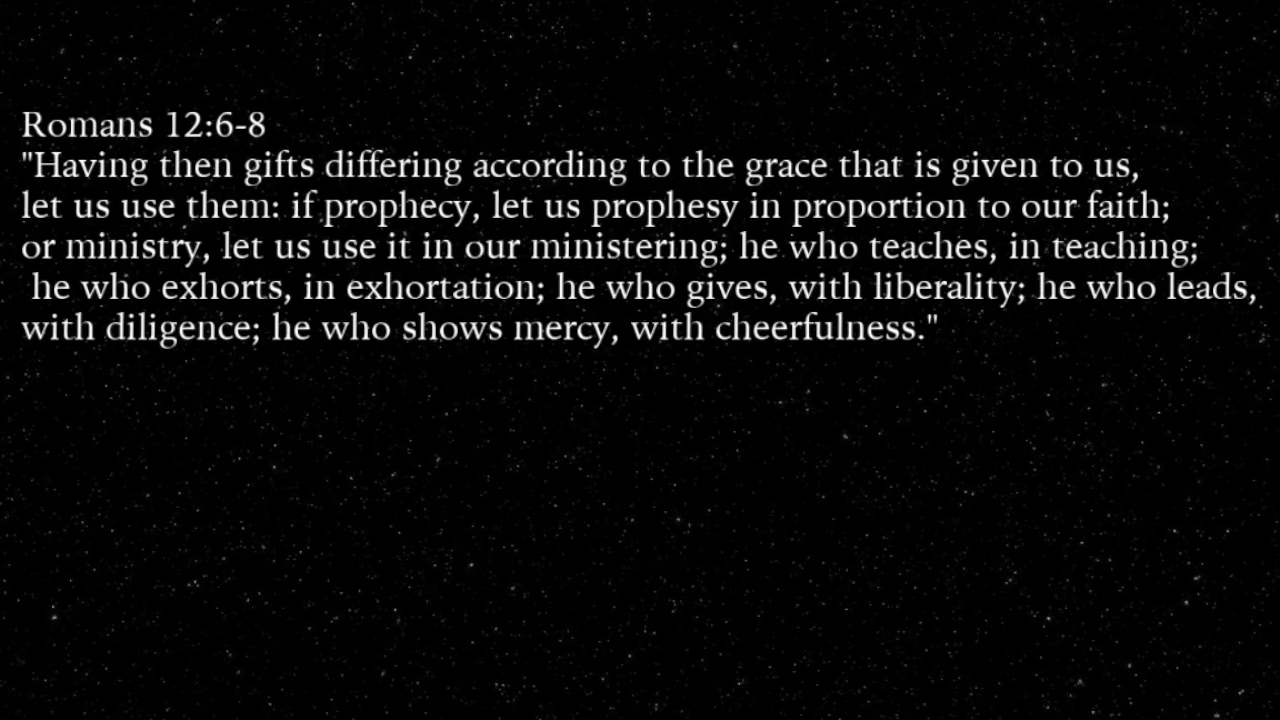 Romans 12:6-8
"Having then gifts differing according to the grace that is given to us,
let us use them: if prophecy, let us prophesy in proportion to our faith;
or ministry, let us use it in our ministering; he who teaches, in teaching;
he who exhorts, in exhortation; he who gives, with liberality; he who leads,
with diligence; he who shows mercy, with cheerfulness."